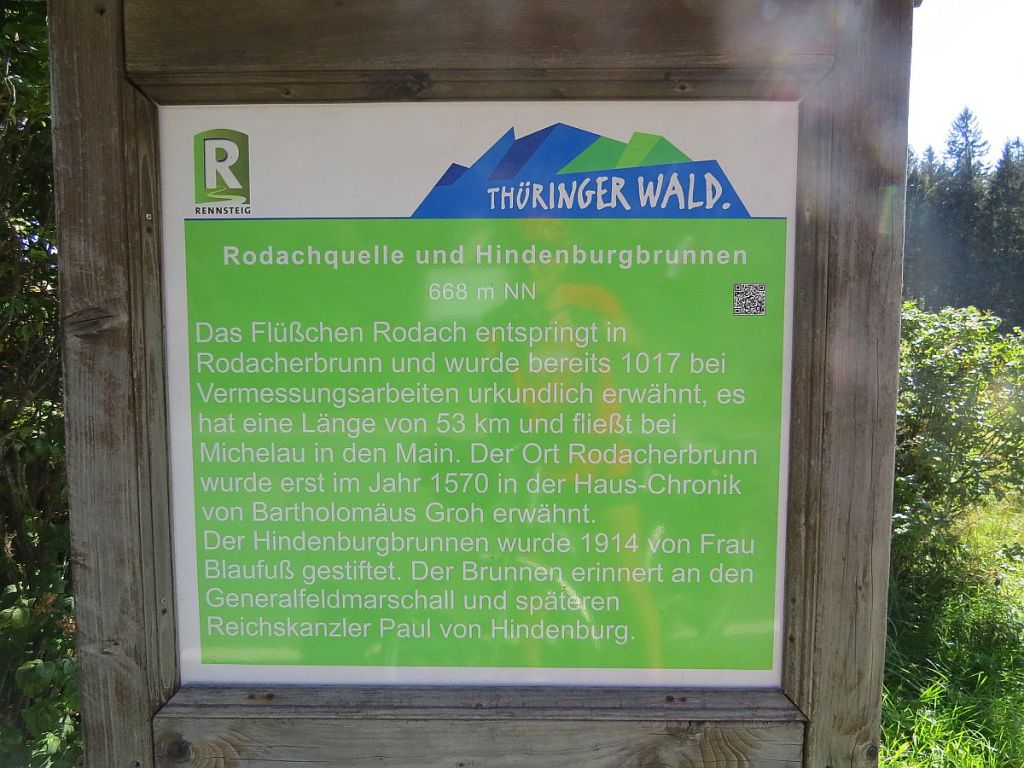 R
RENNSTEIG
THÜRINGER WALD.
Rodachquelle und Hindenburgbrunnen
668 m NN
Das Flüßchen Rodach entspringt in
Rodacherbrunn und wurde bereits 1017 bei
Vermessungsarbeiten urkundlich erwähnt, es
hat eine Länge von 53 km und fließt bei
Michelau in den Main. Der Ort Rodacherbrunn
wurde erst im Jahr 1570 in der Haus-Chronik
von Bartholomäus Groh erwähnt.
Der Hindenburgbrunnen wurde 1914 von Frau
Blaufuß gestiftet. Der Brunnen erinnert an den
Generalfeldmarschall und späteren
Reichskanzler Paul von Hindenburg.